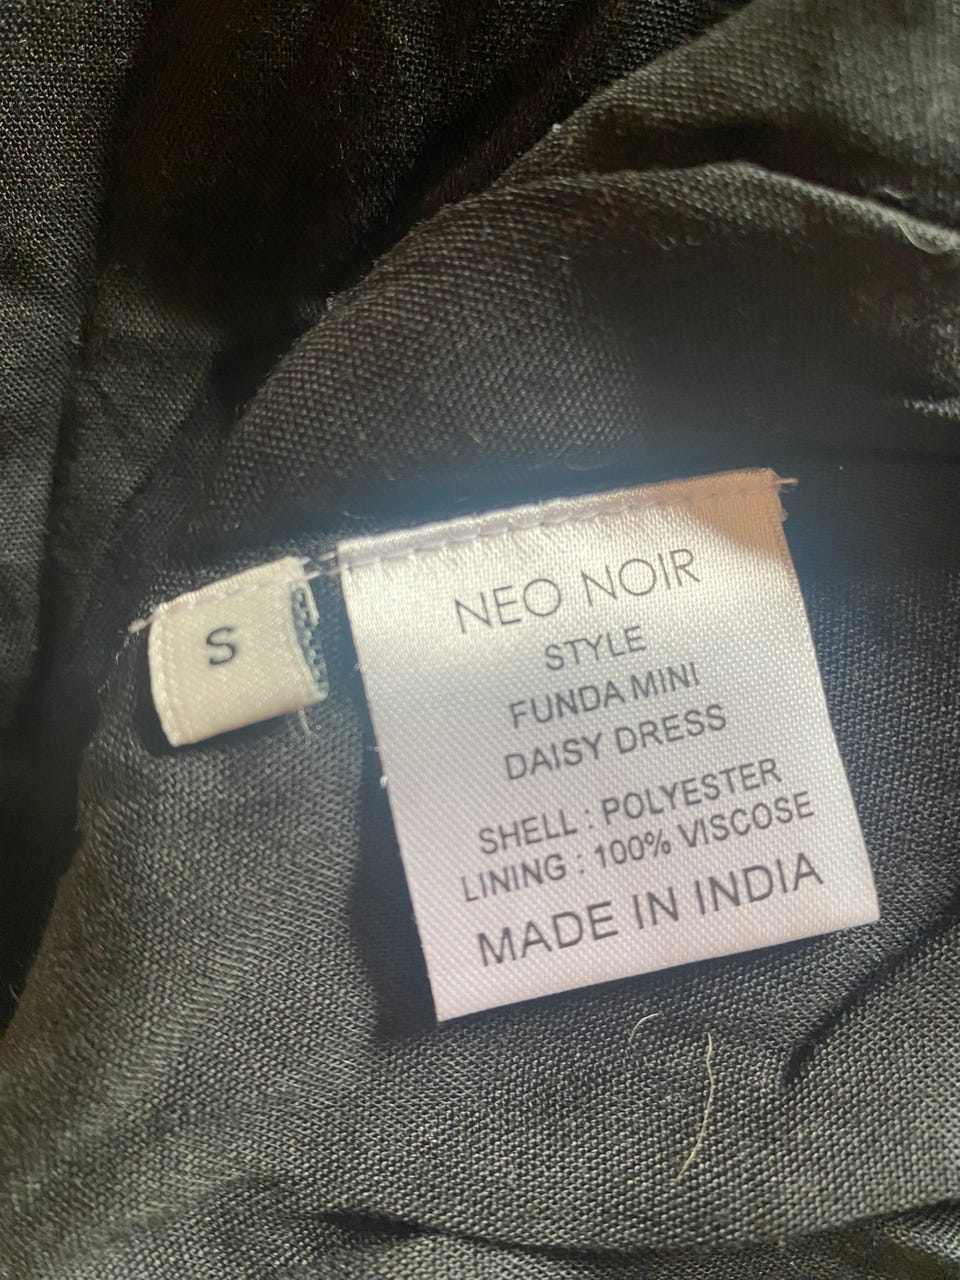 S
NEO NOIR
STYLE
FUNDA MINI
DAISY DRESS
SHELL : POLYESTER
LINING : 100% VISCOSE
MADE IN INDIA